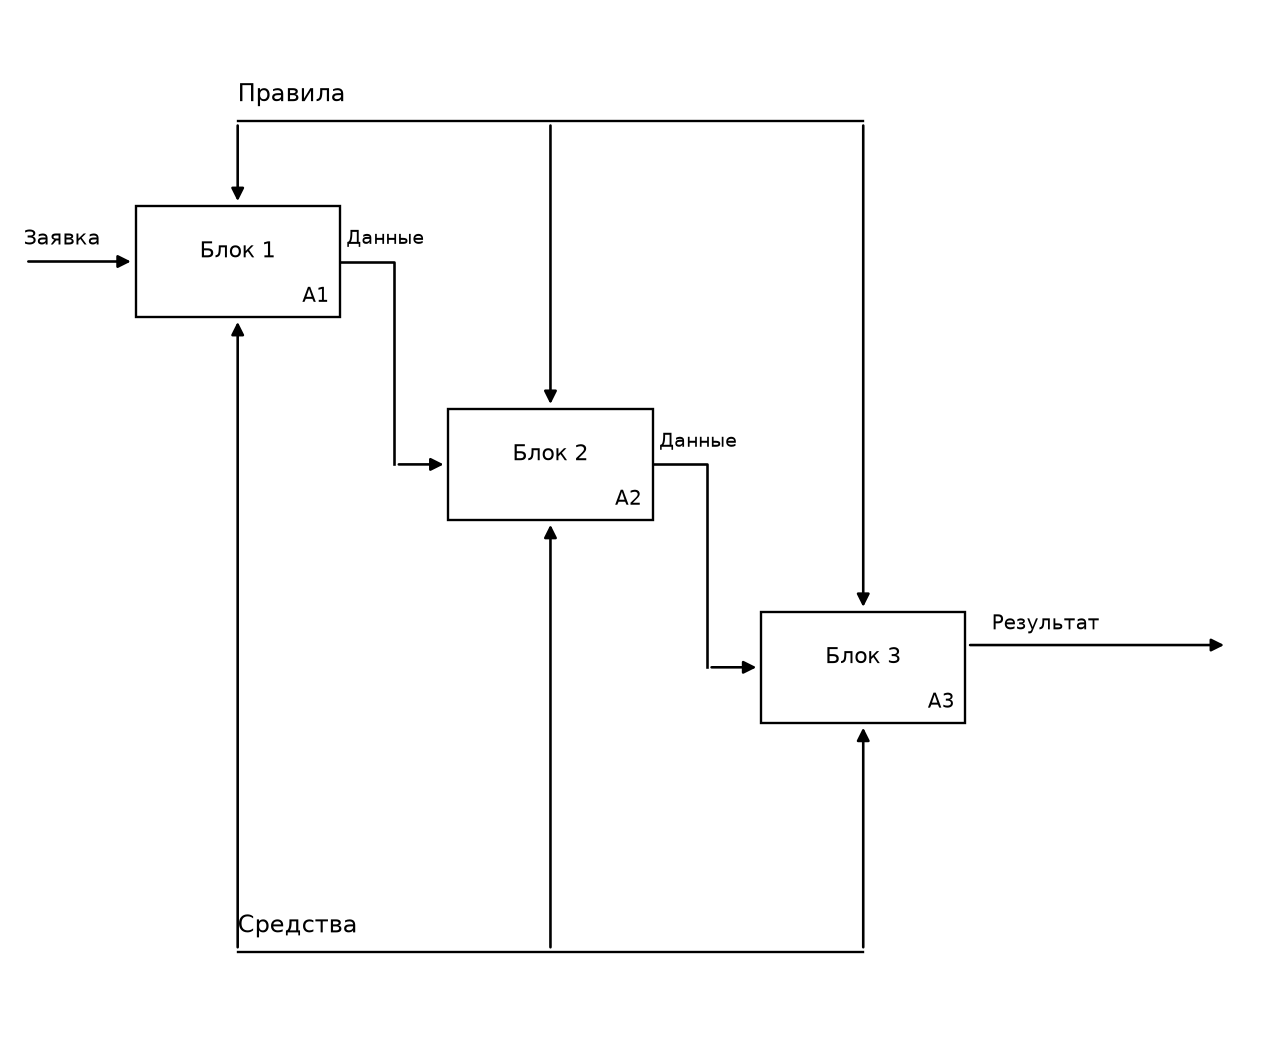 Правила
Заявка
Блок 1
Данные
A1
Блок 2
Данные
A2
Результат
Блок 3
A3
Средства